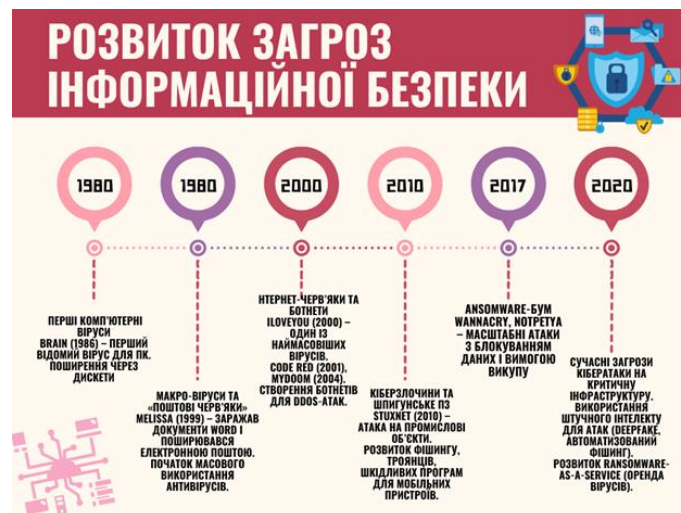 РОЗВИТОК ЗАГРОЗ
ІНФОРМАЦІЙНОЇ БЕЗПЕКИ
1980
1980
2000
2010
2017
2020
ПЕРШІ КОМП'ЮТЕРНІ
ВІРУСИ
BRAIN (1986) – ПЕРШИЙ
ВІДОМИЙ ВІРУС ДЛЯ ПК.
ПОШИРЕННЯ ЧЕРЕЗ
ДИСКЕТИ
МАКРО-ВІРУСИ ТА
«ПОШТОВІ ЧЕРВ'ЯКИ»
MELISSA (1999) – ЗАРАЖАВ
ДОКУМЕНТИ WORD І
ПОШИРЮВАВСЯ
ЕЛЕКТРОННОЮ ПОШТОЮ.
ПОЧАТОК МАСОВОГО
ВИКОРИСТАННЯ
АНТИВІРУСІВ.
НТЕРНЕТ-ЧЕРВ'ЯКИ ТА
БОТНЕТИ
ILOVEYOU (2000) –
ОДИН ІЗ
НАЙМАСОВІШИХ
ВІРУСІВ.
CODE RED (2001),
MYDOOM (2004).
СТВОРЕННЯ БОТНЕТІВ
ДЛЯ DDOS-АТАК.
КІБЕРЗЛОЧИНИ ТА
ШПИГУНСЬКЕ ПЗ
STUXNET (2010) –
АТАКА НА ПРОМИСЛОВІ
ОБ'ЄКТИ.
РОЗВИТОК ФІШИНГУ,
ТРОЯНЦІВ,
ШКІДЛИВИХ ПРОГРАМ
ДЛЯ МОБІЛЬНИХ
ПРИСТРОЇВ.
ANSOMWARE-БУМ
WANNACRY, NOTPETYA
– МАСШТАБНІ АТАКИ
З БЛОКУВАННЯМ
ДАНИХ І ВИМОГОЮ
ВИКУПУ
СУЧАСНІ ЗАГРОЗИ
КІБЕРАТАКИ НА
КРИТИЧНУ
ІНФРАСТРУКТУРУ.
ВИКОРИСТАННЯ
ШТУЧНОГО ІНТЕЛЕКТУ
ДЛЯ АТАК (DEEPFAKE,
АВТОМАТИЗОВАНИЙ
ФІШИНГ).
РОЗВИТОК RANSOMWARE-
AS-A-SERVICE (ОРЕНДА
ВІРУСІВ).